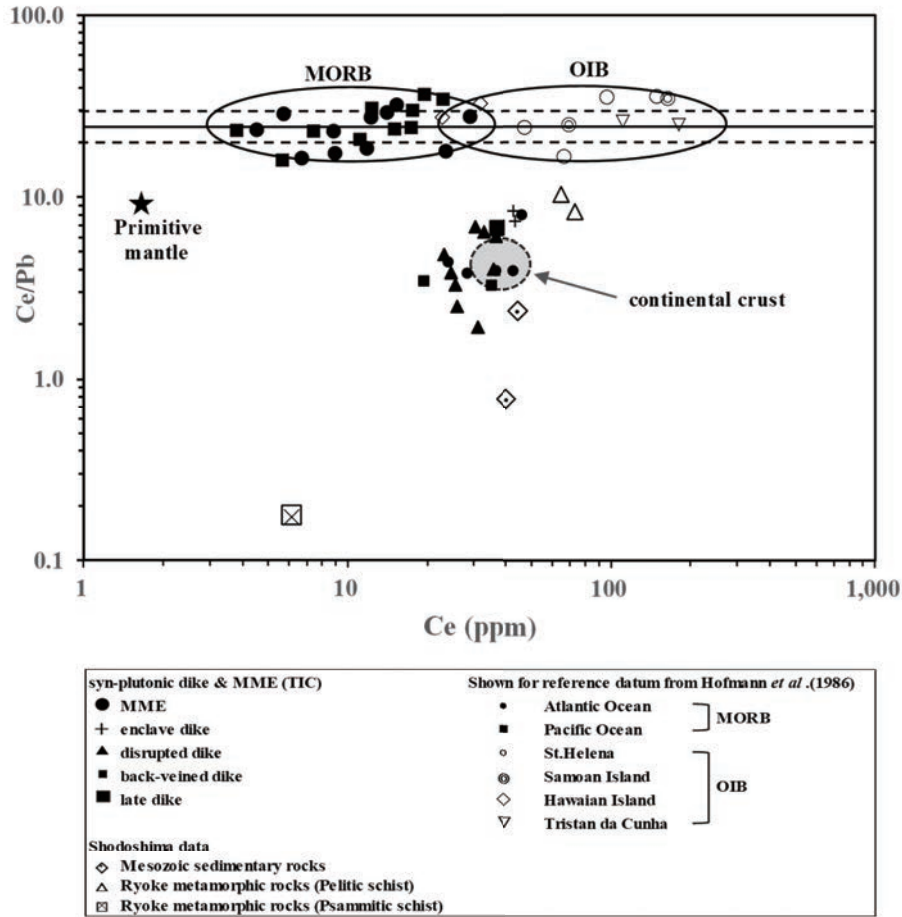 100.0
MORB
OIB
10.0
Primitive
mantle
Ce/Pb
continental crust
1.0
0.1
1
10
100
1,000
Ce (ppm)
syn-plutonic dike & MME (TIC)
MME
enclave dike
disrupted dike
back-veined dike
late dike
Shodoshima data
Mesozoic sedimentary rocks
Ryoke metamorphic rocks (Pelitic schist)
Ryoke metamorphic rocks (Psammitic schist)
Shown for reference datum from Hofmann et al .(1986)
Atlantic Ocean
Pacific Ocean
MORB
St.Helena
Samoan Island
Hawaian Island
Tristan da Cunha
OIB